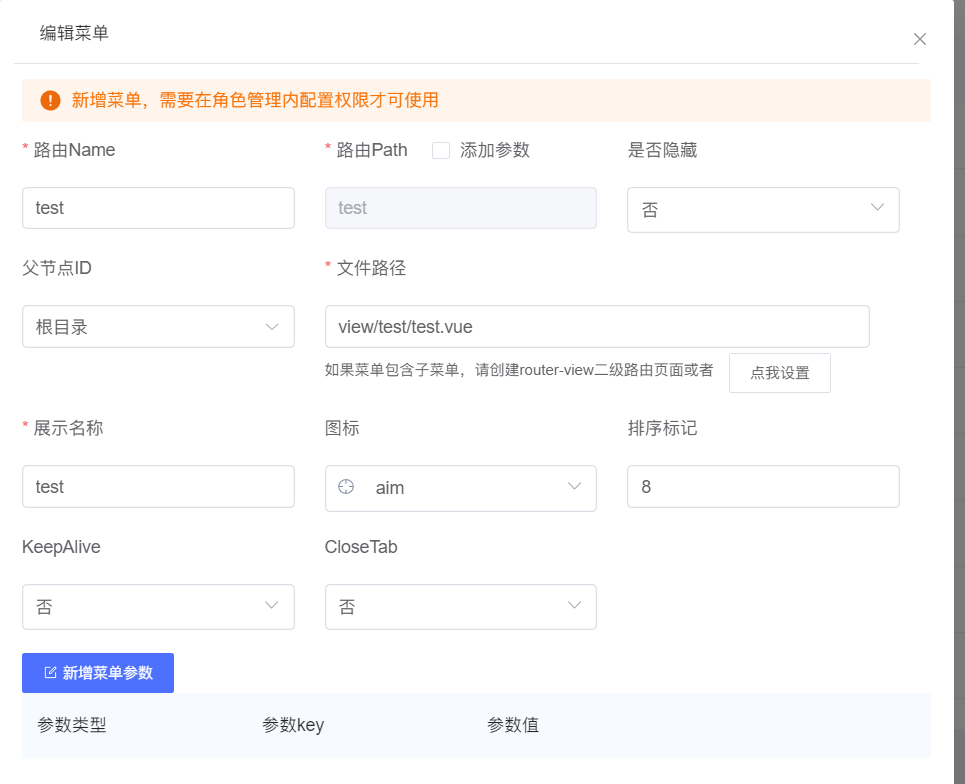 编辑菜单
新增菜单，需要在角色管理内配置权限才可使用
* 路由Name
* 路由Path 添加参数
是否隐藏
test
test
否
父节点ID
* 文件路径
根目录
view/test/test.vue
如果菜单包含子菜单，请创建router-view二级路由页面或者 点我设置
* 展示名称
图标
排序标记
test
aim
8
KeepAlive
CloseTab
否
否
新增菜单参数
参数类型 参数key 参数值